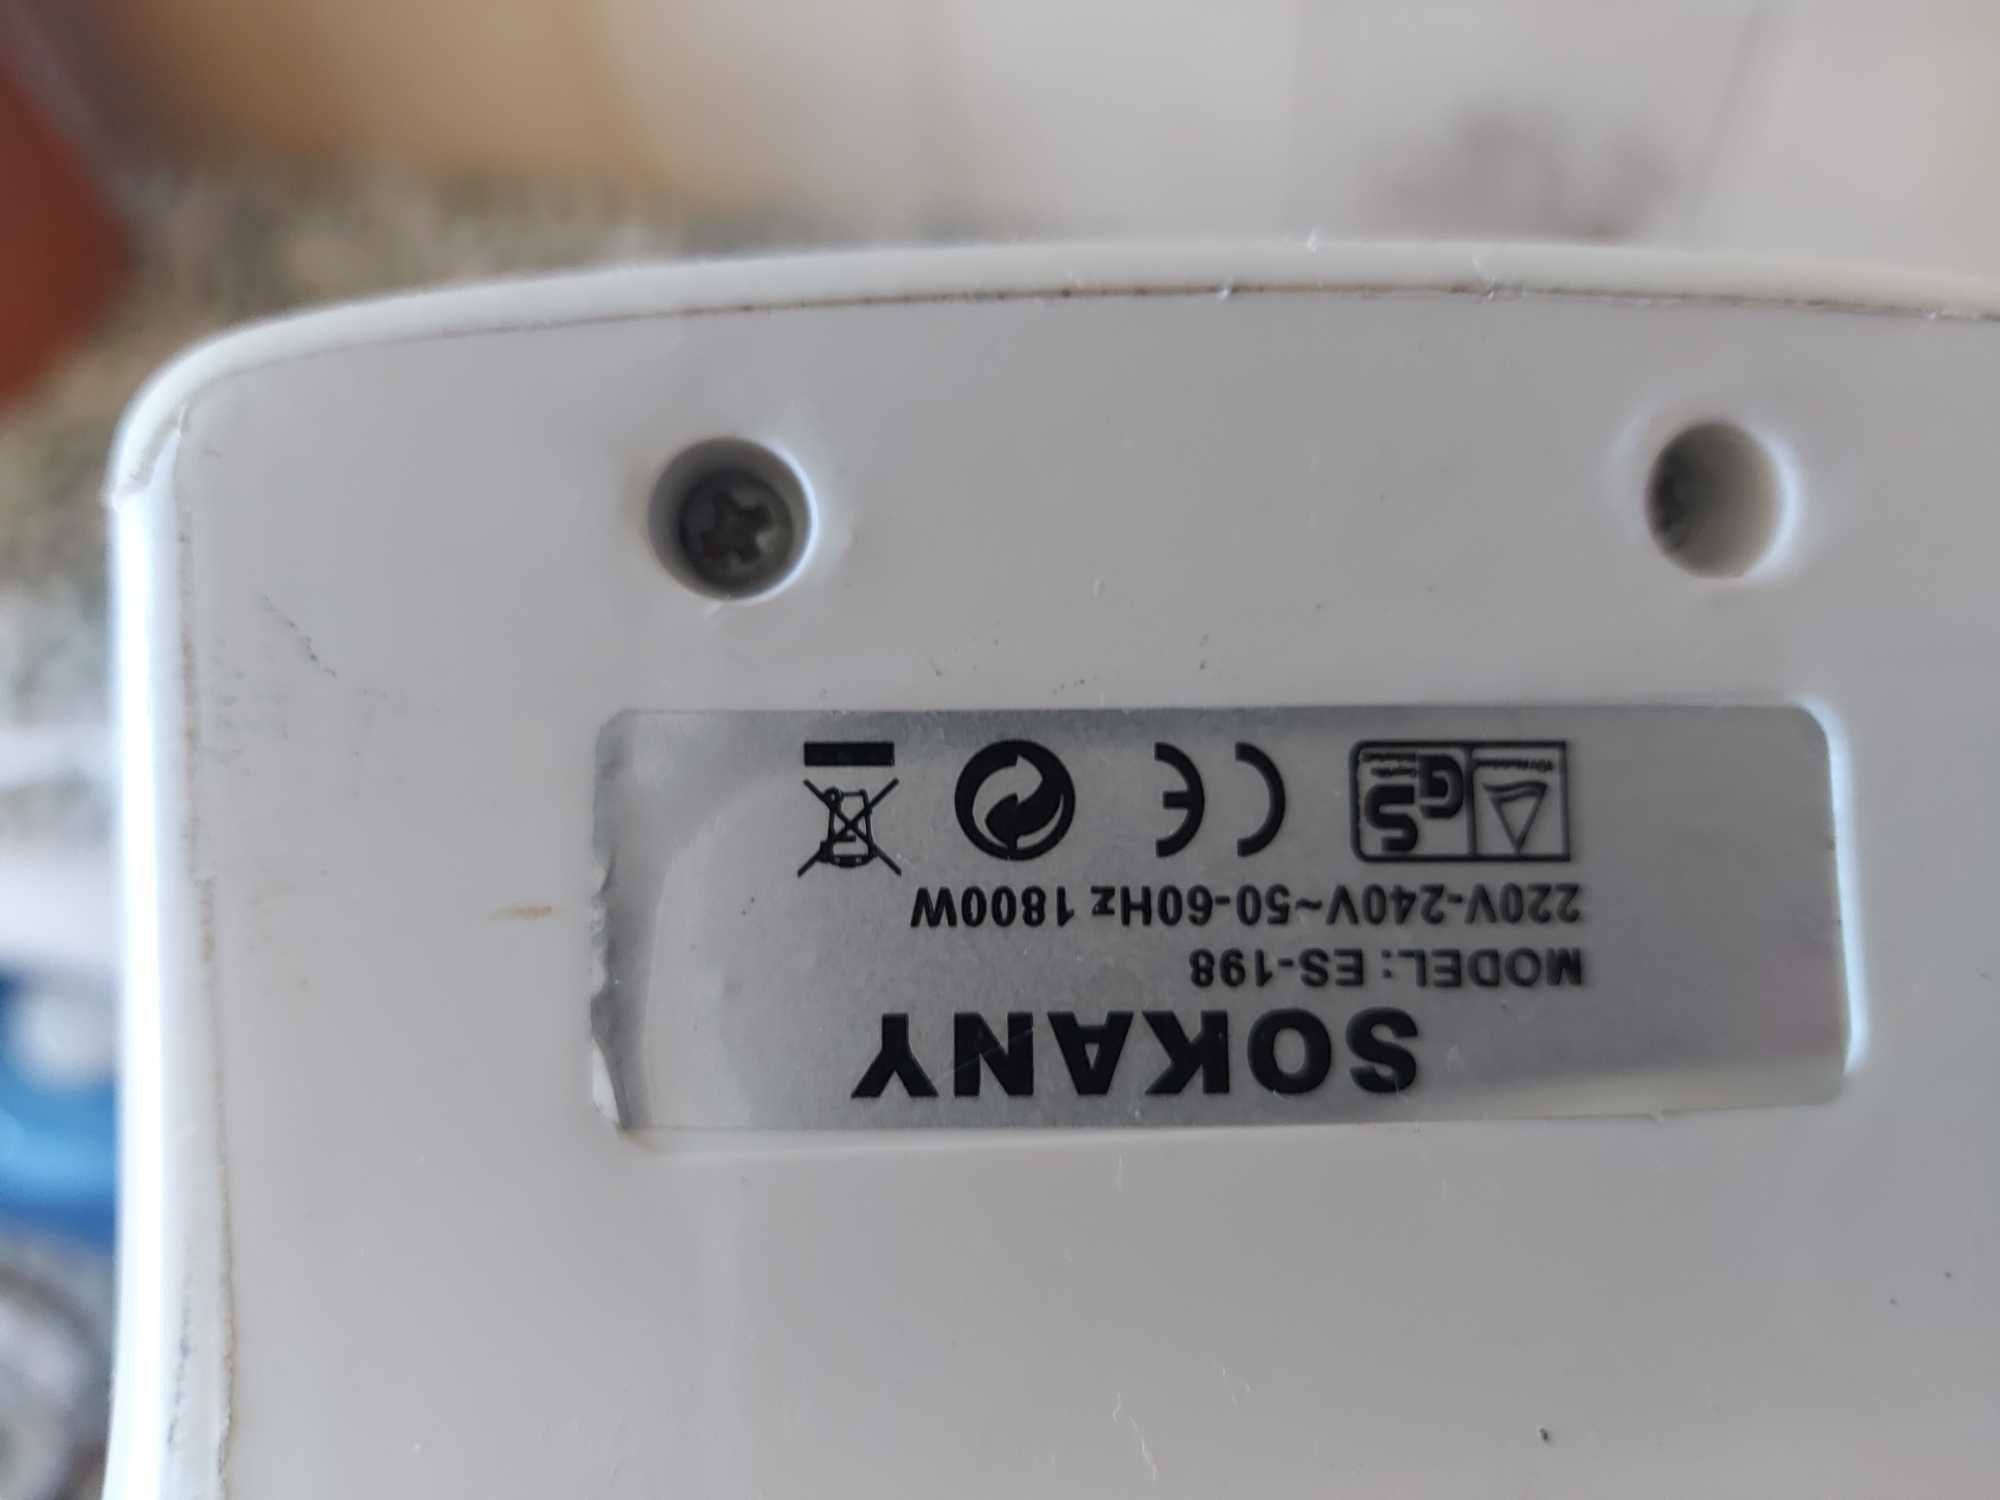 SOKANY
MODEL: ES-198
220V-240V~50-60Hz 1800W
GS CE